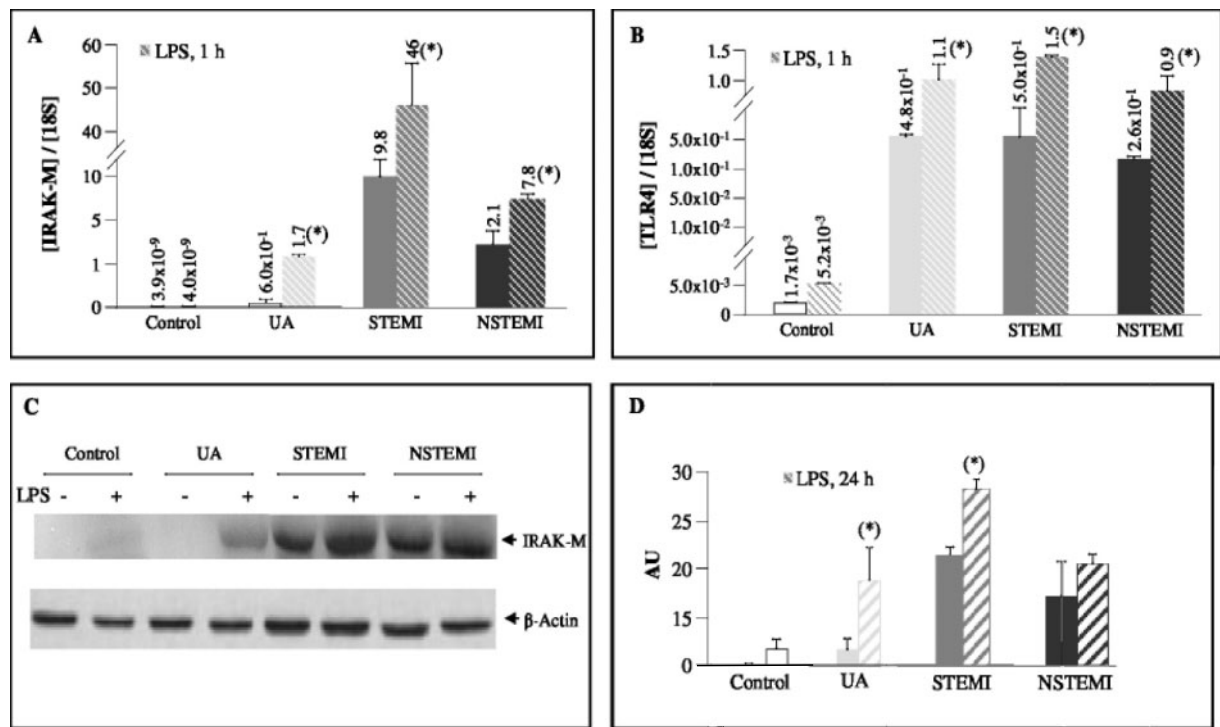 A
[IRAK-M] / [18S]
LPS, 1 h
60
50
40
10
5
1
0
3.9x10-9
4.0x10-9
6.0x10-1
1.7
(*)
9.8
46
(*)
2.1
7.8
(*)
Control UA STEMI NSTEMI
B
[TLR4] / [18S]
LPS, 1 h
1.5
1.0
5.0x10-1
1.0x10-1
5.0x10-2
1.0x10-2
5.0x10-3
0
1.7x10-3
5.2x10-3
4.8x10-1
1.1
(*)
5.0x10-1
1.5
(*)
2.6x10-1
0.9
(*)
Control UA STEMI NSTEMI
C
Control UA STEMI NSTEMI
LPS - + - + - + - +
IRAK-M
β-Actin
D
AU
LPS, 24 h
30
25
20
15
0
(*)
(*)
Control UA STEMI NSTEMI